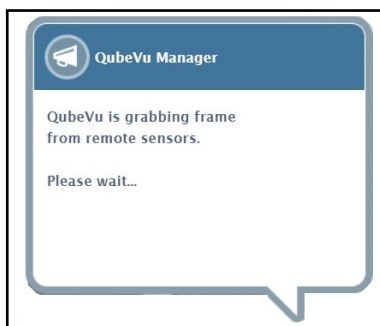 QubeVu Manager
QubeVu is grabbing frame
from remote sensors.
Please wait...